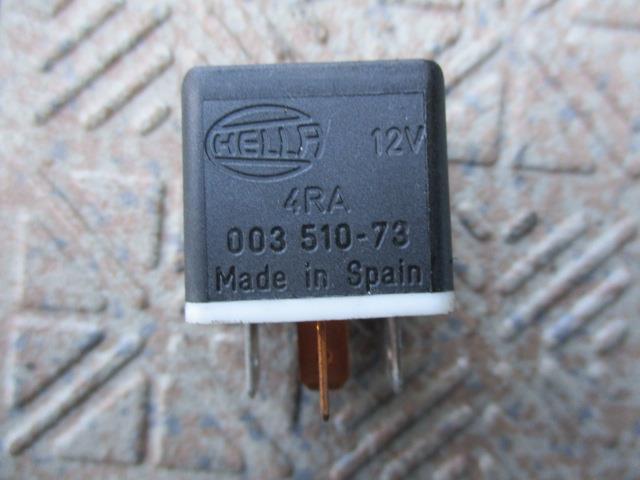 HELLA 12V
4RA
003 510-73
Made in Spain